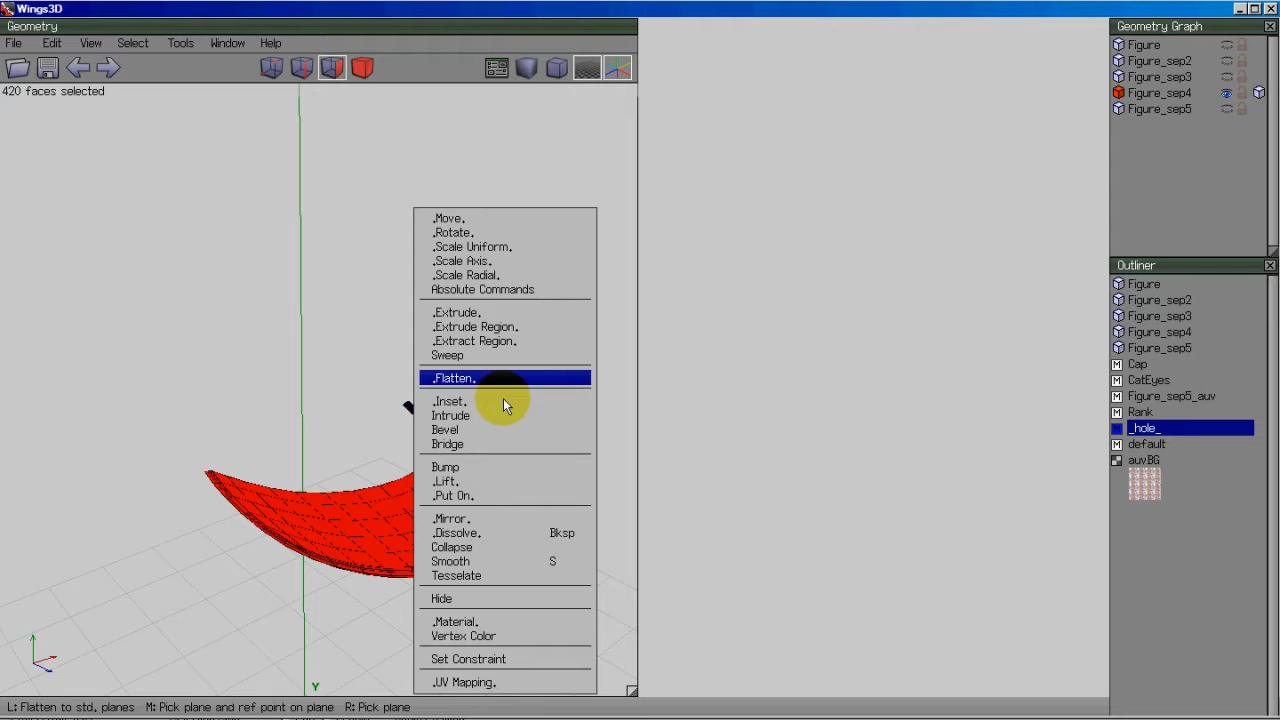 Wings3D
Geometry
File Edit View Select Tools Window Help
420 faces selected
.Move.
.Rotate.
.Scale Uniform.
.Scale Axis.
.Scale Radial.
Absolute Commands
.Extrude.
.Extrude Region.
.Extract Region.
Sweep
.Flatten.
.Inset.
Intrude
Bevel
Bridge
Bump
.Lift.
.Put On.
.Mirror.
.Dissolve. Bksp
Collapse
Smooth S
Tesselate
Hide
.Material.
Vertex Color
Set Constraint
.UV Mapping.
Y
L: Flatten to std. planes M: Pick plane and ref point on plane R: Pick plane
Geometry Graph
Figure
Figure_sep2
Figure_sep3
Figure_sep4
Figure_sep5
Outliner
Figure
Figure_sep2
Figure_sep3
Figure_sep4
Figure_sep5
M Cap
M CatEyes
M Figure_sep5_auv
M Rank
M _hole_
M default
auvBG